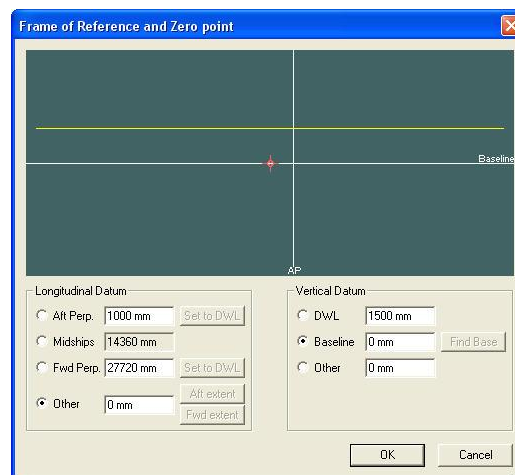 Frame of Reference and Zero point
Baseline
AP
Longitudinal Datum
Aft Perp. 1000 mm Set to DWL
Midships 14360 mm
Fwd Perp. 27720 mm Set to DWL
Other 0 mm Aft extent
Fwd extent
Vertical Datum
DWL 1500 mm
Baseline 0 mm Find Base
Other 0 mm
OK Cancel